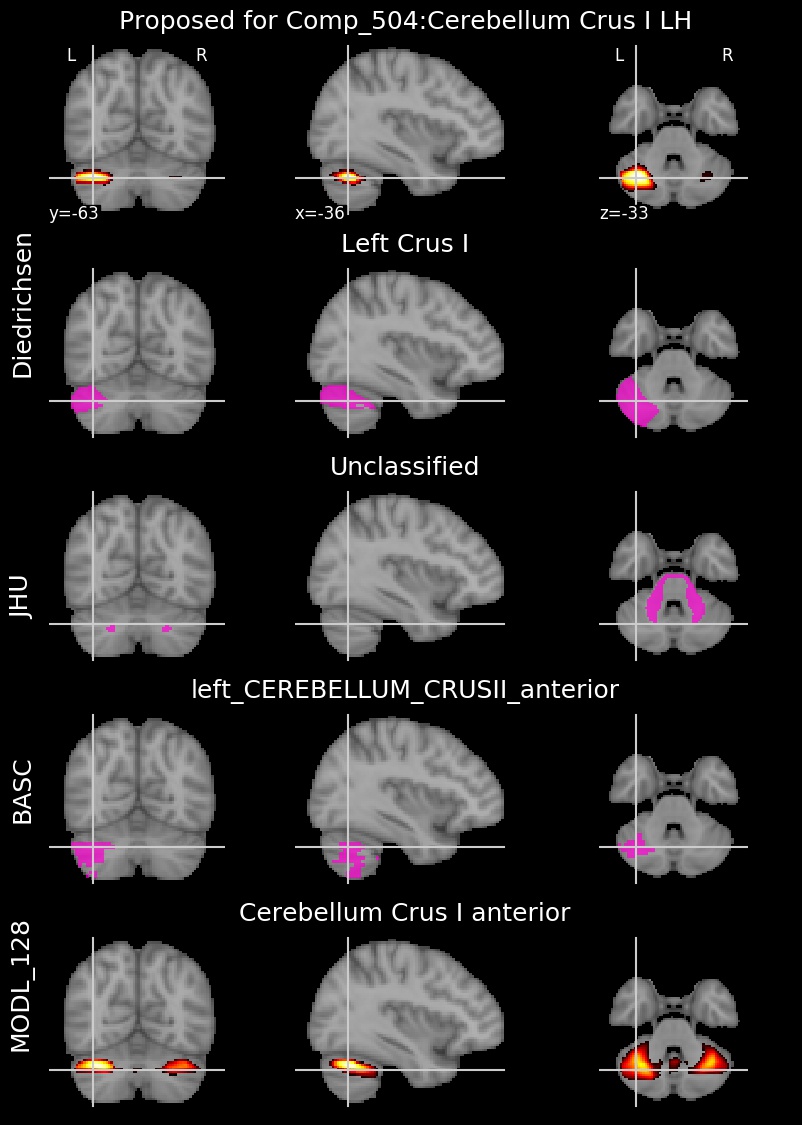 Proposed for Comp_504:Cerebellum Crus I LH
L R L R
y=-63 x=-36 z=-33
Diedrichsen
Left Crus I
JHU
Unclassified
BASC
left_CEREBELLUM_CRUSII_anterior
MODL_128
Cerebellum Crus I anterior